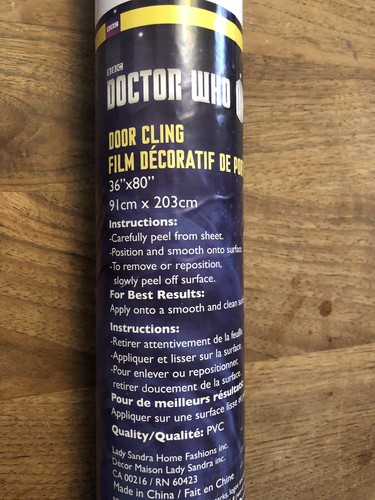 BBC
BBC
DOCTOR WHO
DOOR CLING
FILM DÉCORATIF DE
36"x80"
91cm x 203cm
Instructions:
-Carefully peel from sheet.
-Position and smooth onto surface
-To remove or reposition,
slowly peel off surface.
For Best Results:
Apply onto a smooth and clean
Instructions:
-Retirer attentivement de la
-Appliquer et lisser sur la surface.
-Pour enlever ou repositionner,
retirer doucement de la surface.
Pour de meilleurs résultats:
Appliquer sur une surface lisse
Quality/Qualité: PVC
Lady Sandra Home Fashions inc.
Décor Maison Lady Sandra inc.
CA 00216 / RN 60423
Made in China / Fait en Chine